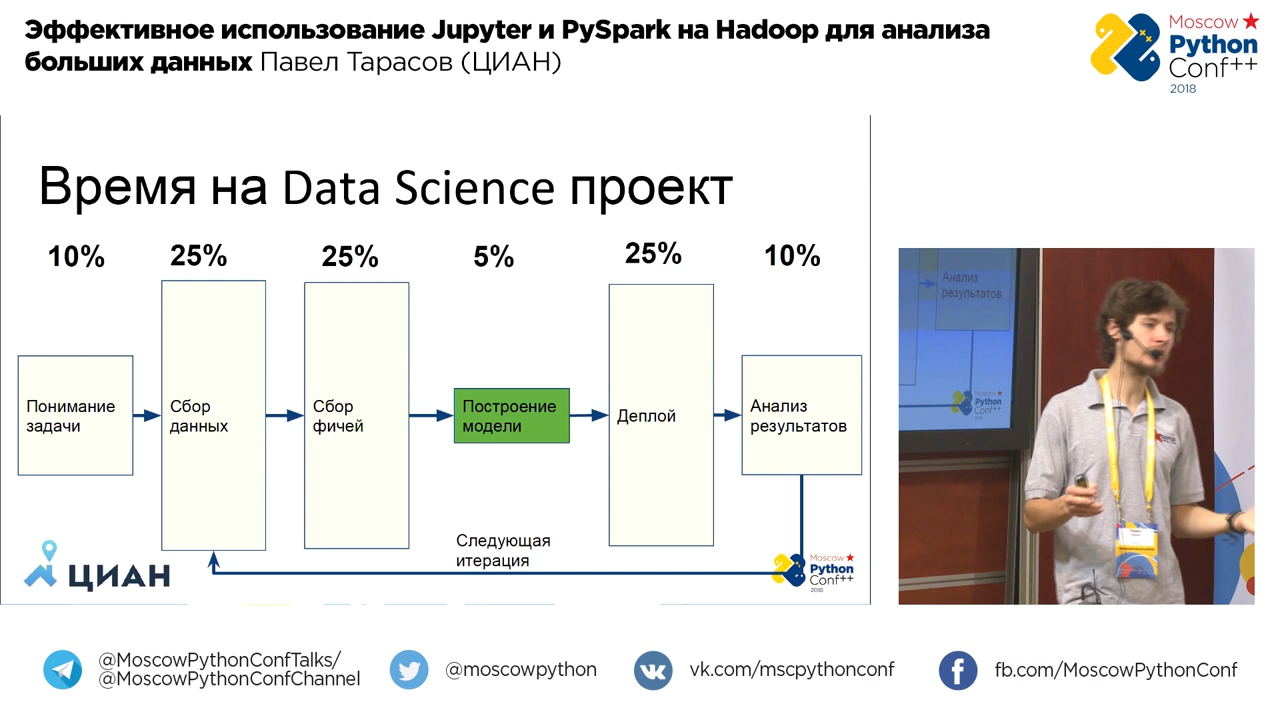 Эффективное использование Jupyter и PySpark на Hadoop для анализа
больших данных Павел Тарасов (ЦИАН)
Moscow
Python
Conf++
2018
Время на Data Science проект
10%
25%
25%
5%
25%
10%
Понимание
задачи
Сбор
данных
Сбор
фичей
Построение
модели
Деплой
Анализ
результатов
Следующая
итерация
ЦИАН
Moscow
Python
Conf++
2018
Анализ
результатов
Moscow
Python
Conf++
@MoscowPythonConfTalks/
@MoscowPythonConfChannel
@moscowpython
vk.com/mscpythonconf
fb.com/MoscowPythonConf